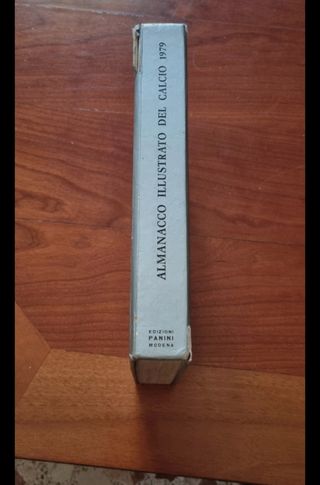 ALMANACCO ILLUSTRATO DEL CALCIO 1979
EDIZIONI
PANINI
MODENA